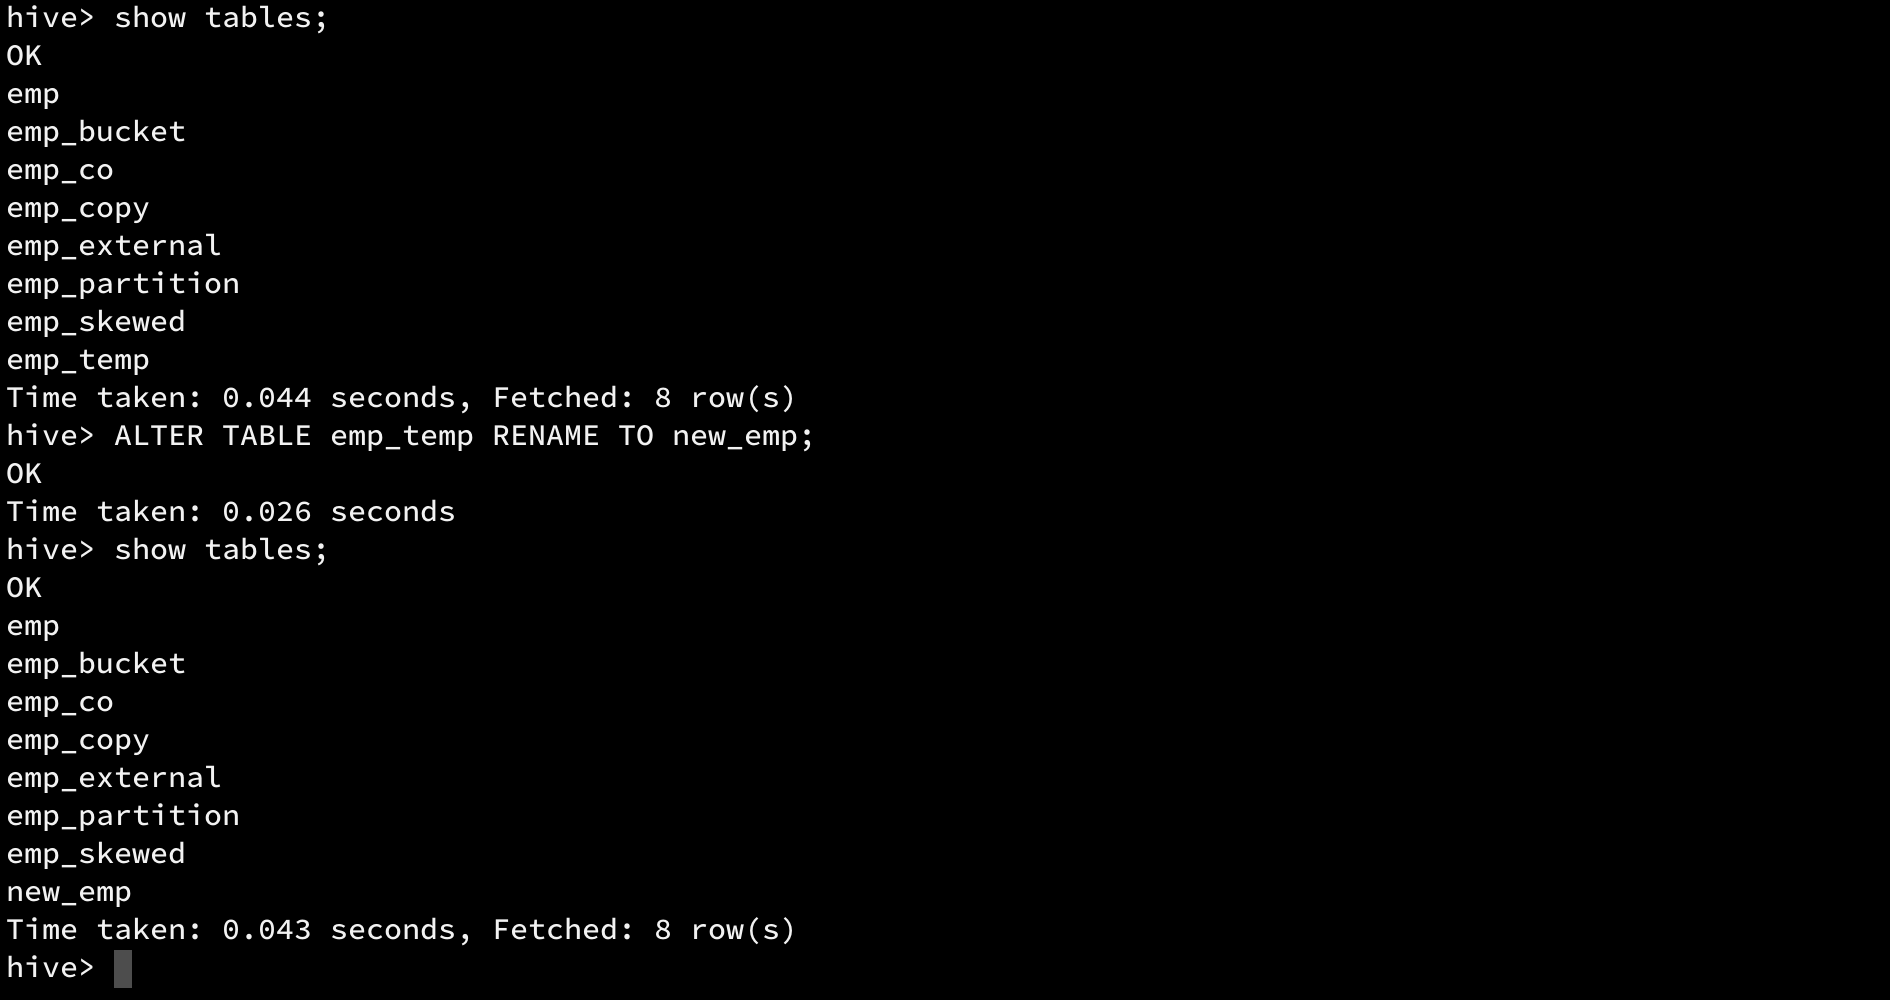 hive> show tables;
OK
emp
emp_bucket
emp_co
emp_copy
emp_external
emp_partition
emp_skewed
emp_temp
Time taken: 0.044 seconds, Fetched: 8 row(s)
hive> ALTER TABLE emp_temp RENAME TO new_emp;
OK
Time taken: 0.026 seconds
hive> show tables;
OK
emp
emp_bucket
emp_co
emp_copy
emp_external
emp_partition
emp_skewed
new_emp
Time taken: 0.043 seconds, Fetched: 8 row(s)
hive>